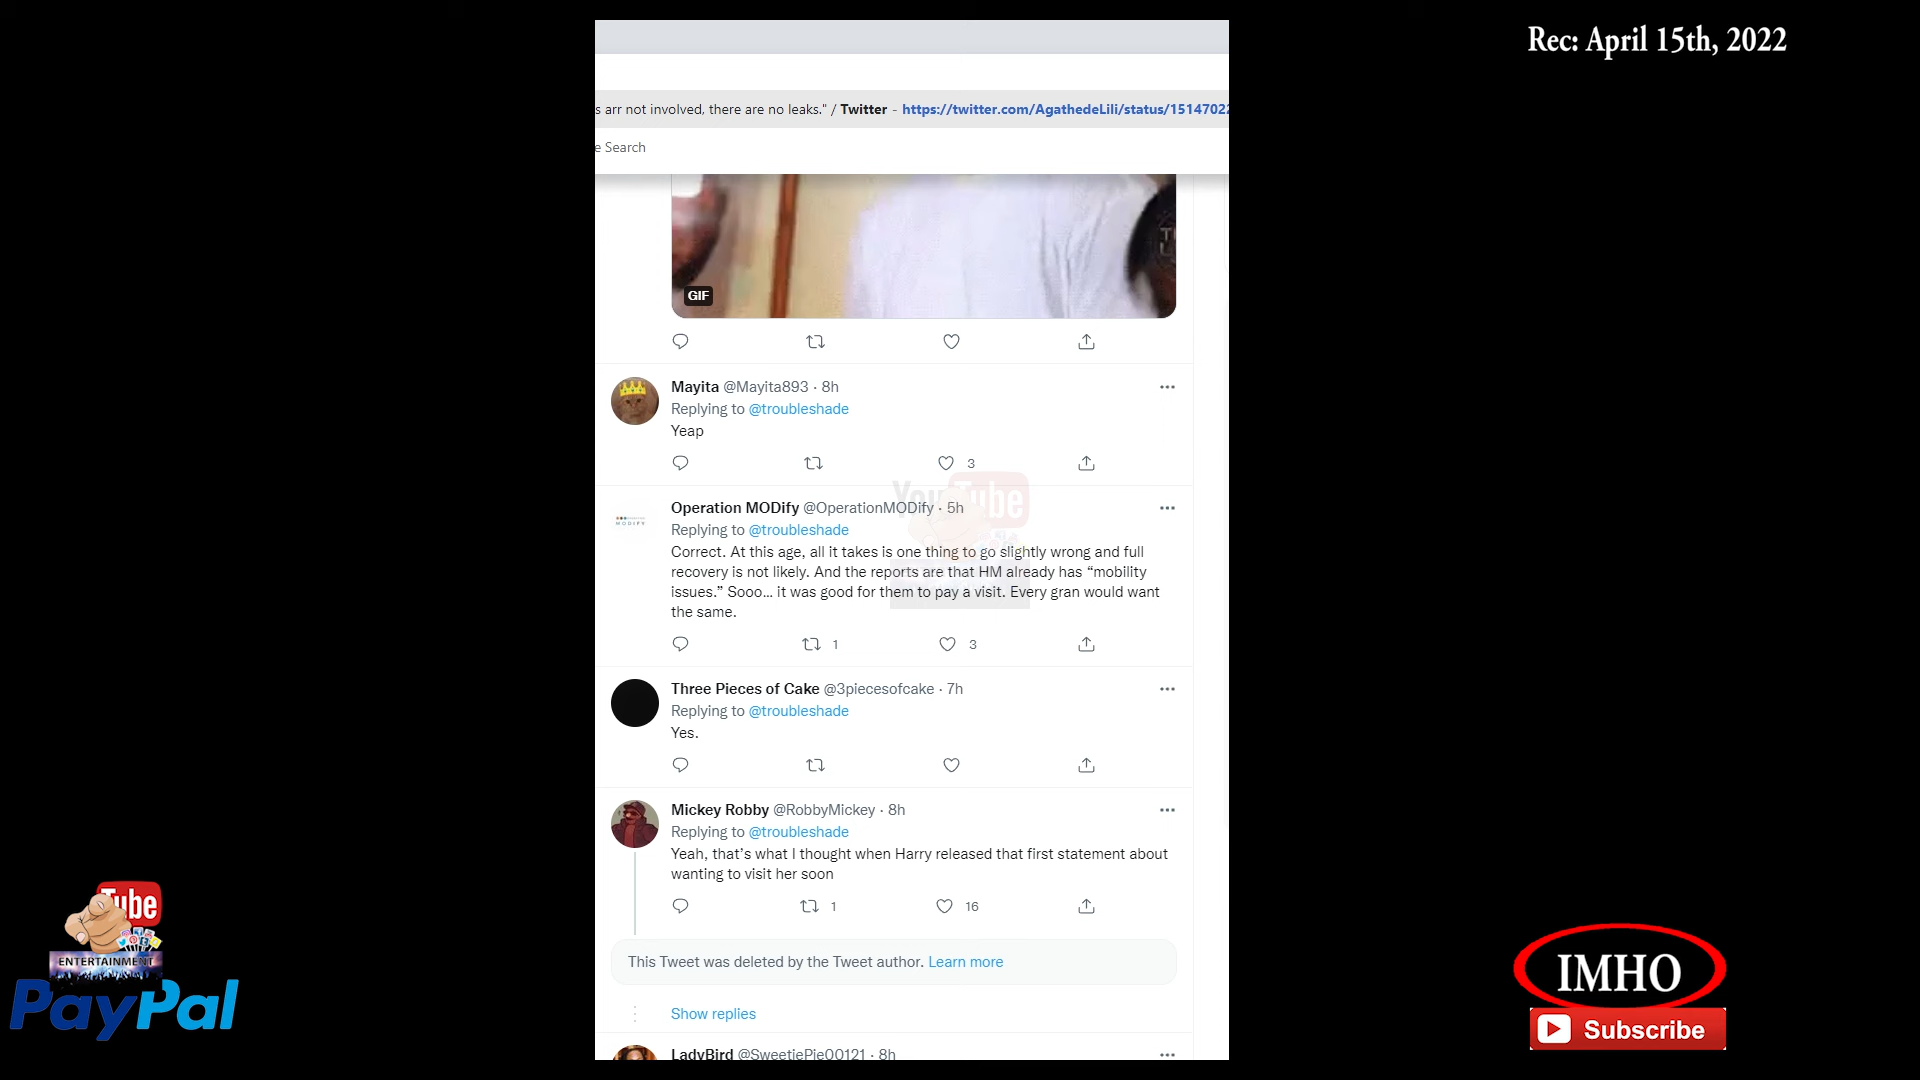 Rec: April 15th, 2022
s arr not involved, there are no leaks." / Twitter - https://twitter.com/AgathedeLili/status/15147022
e Search
GIF
Mayita @Mayita893 · 8h
Replying to @troubleshade
Yeap
3
YouTube
Operation MODify @OperationMODify · 5h
MODIFY
Replying to @troubleshade
Correct. At this age, all it takes is one thing to go slightly wrong and full
recovery is not likely. And the reports are that HM already has “mobility
issues.” Sooo... it was good for them to pay a visit. Every gran would want
the same.
1 3
Three Pieces of Cake @3piecesofcake · 7h
Replying to @troubleshade
Yes.
Mickey Robby @RobbyMickey · 8h
Replying to @troubleshade
Yeah, that’s what I thought when Harry released that first statement about
wanting to visit her soon
1 16
This Tweet was deleted by the Tweet author. Learn more
Show replies
LadyBird @SweetiePie00121 · 8h
Tube
ENTERTAINMENT
PayPal
IMHO
Subscribe